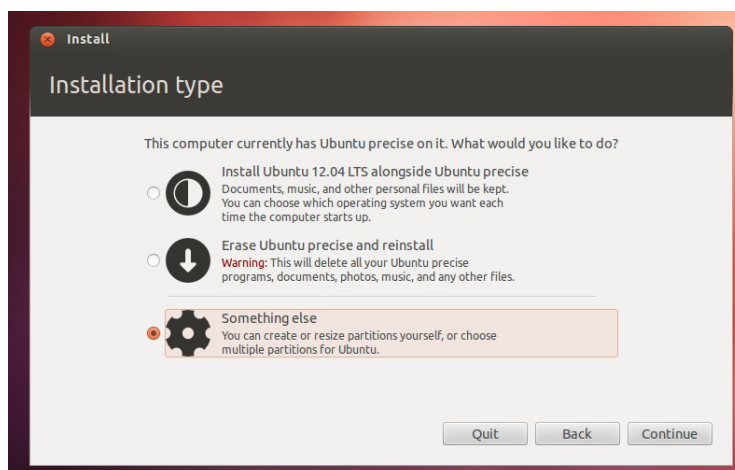 Install
Installation type
This computer currently has Ubuntu precise on it. What would you like to do?
Install Ubuntu 12.04 LTS alongside Ubuntu precise
Documents, music, and other personal files will be kept.
You can choose which operating system you want each
time the computer starts up.
Erase Ubuntu precise and reinstall
Warning: This will delete all your Ubuntu precise
programs, documents, photos, music, and any other files.
Something else
You can create or resize partitions yourself, or choose
multiple partitions for Ubuntu.
Quit Back Continue